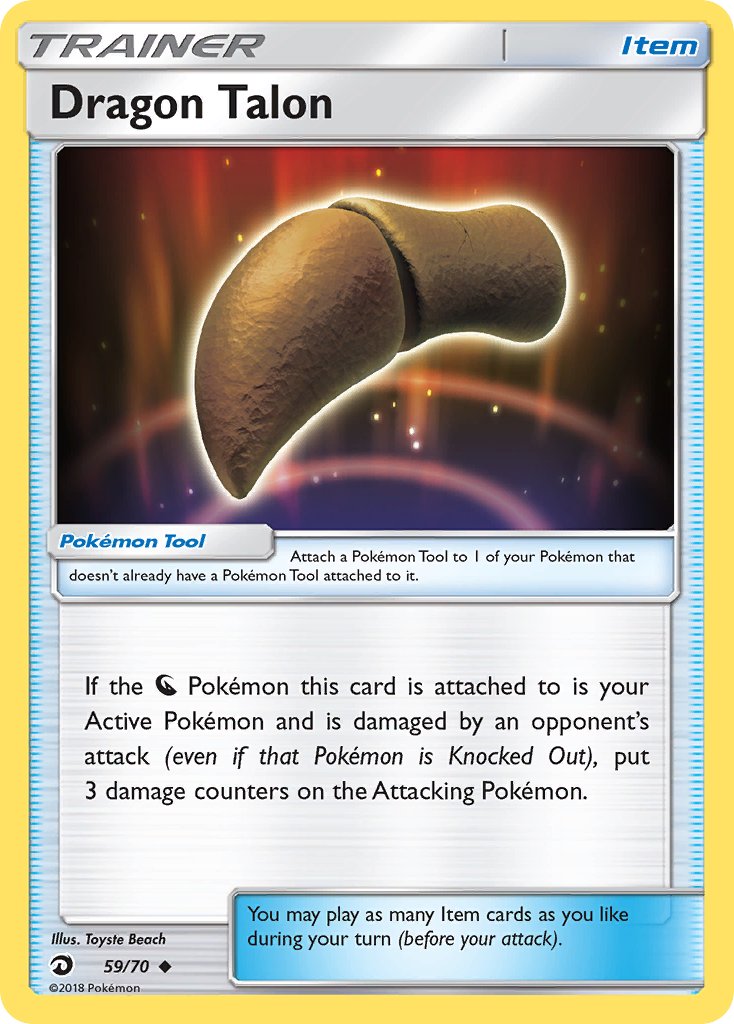 TRAINER
Item
Dragon Talon
Pokémon Tool
Attach a Pokémon Tool to 1 of your Pokémon that
doesn't already have a Pokémon Tool attached to it.
If the Pokémon this card is attached to is your
Active Pokémon and is damaged by an opponent's
attack (even if that Pokémon is Knocked Out), put
3 damage counters on the Attacking Pokémon.
You may play as many Item cards as you like
during your turn (before your attack).
Illus. Toyste Beach
59/70 ◆
©2018 Pokémon